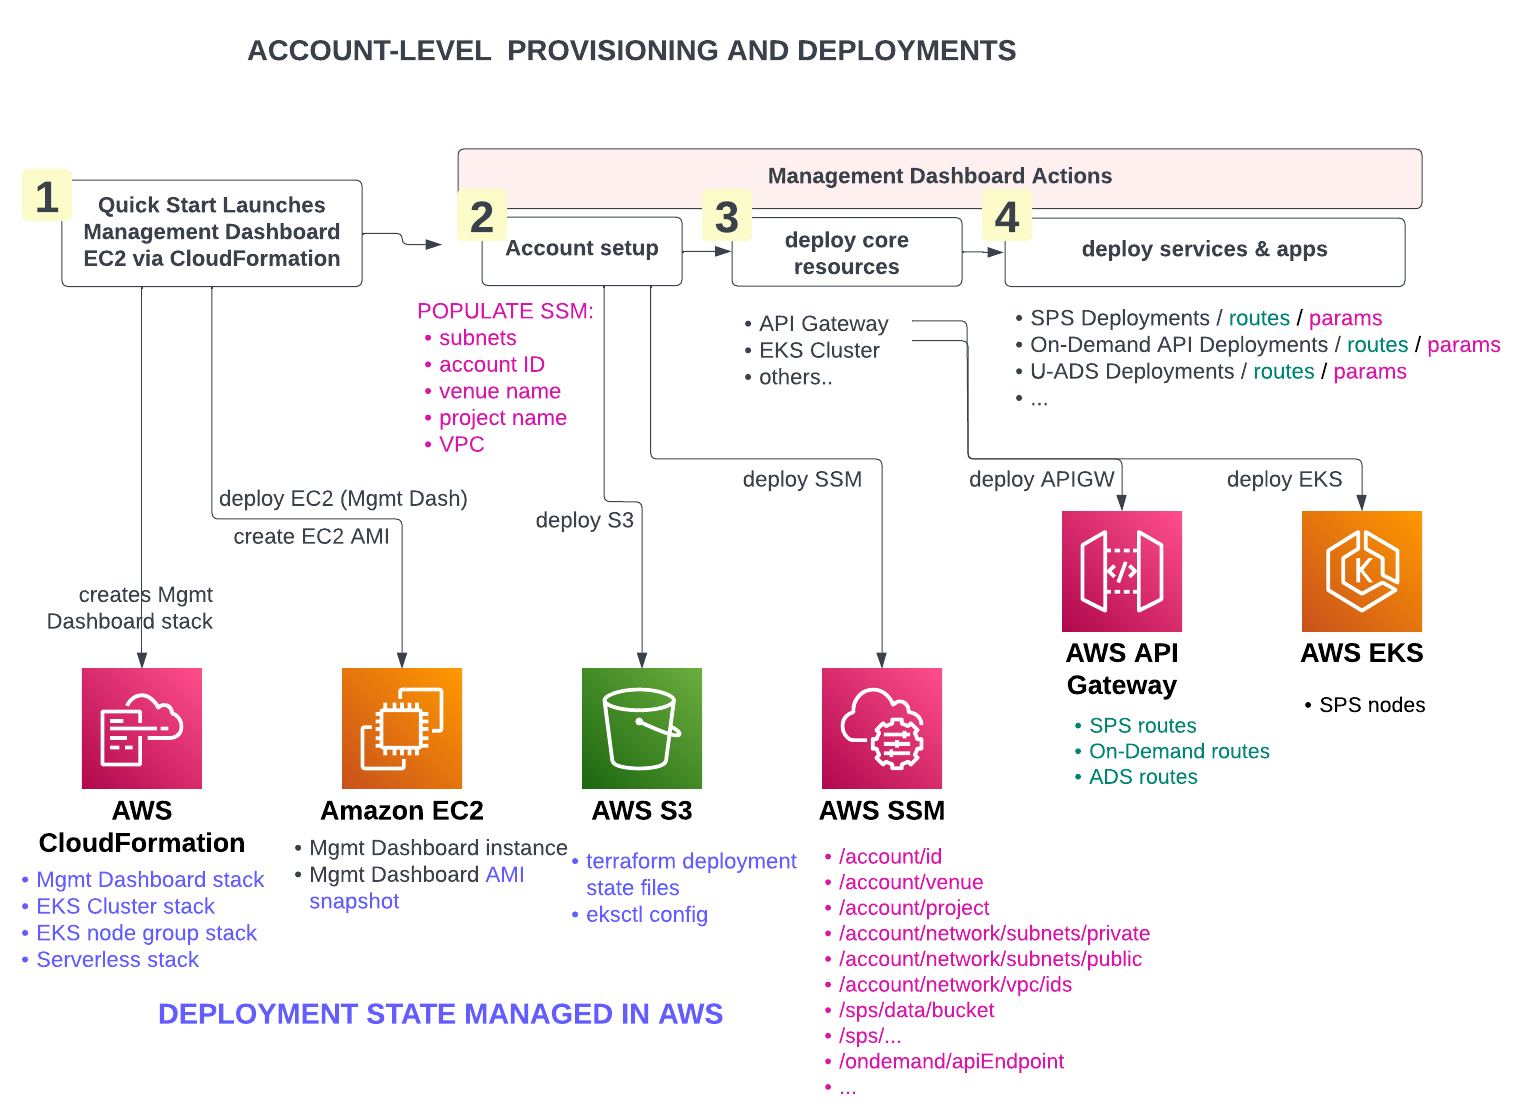 ACCOUNT-LEVEL PROVISIONING AND DEPLOYMENTS
Management Dashboard Actions
1
Quick Start Launches
Management Dashboard
EC2 via CloudFormation
2
Account setup
3
deploy core
resources
4
deploy services & apps
POPULATE SSM:
• subnets
• account ID
• venue name
• project name
• VPC
• API Gateway
• EKS Cluster
• others..
• SPS Deployments / routes / params
• On-Demand API Deployments / routes / params
• U-ADS Deployments / routes / params
• ...
deploy EC2 (Mgmt Dash)
create EC2 AMI
deploy S3
deploy SSM
deploy APIGW
deploy EKS
creates Mgmt
Dashboard stack
AWS API
Gateway
• SPS routes
• On-Demand routes
• ADS routes
AWS EKS
• SPS nodes
AWS
CloudFormation
• Mgmt Dashboard stack
• EKS Cluster stack
• EKS node group stack
• Serverless stack
Amazon EC2
• Mgmt Dashboard instance
• Mgmt Dashboard AMI
snapshot
AWS S3
• terraform deployment
state files
• eksctl config
AWS SSM
• /account/id
• /account/venue
• /account/project
• /account/network/subnets/private
• /account/network/subnets/public
• /account/network/vpc/ids
• /sps/data/bucket
• /sps/...
• /ondemand/apiEndpoint
• ...
DEPLOYMENT STATE MANAGED IN AWS